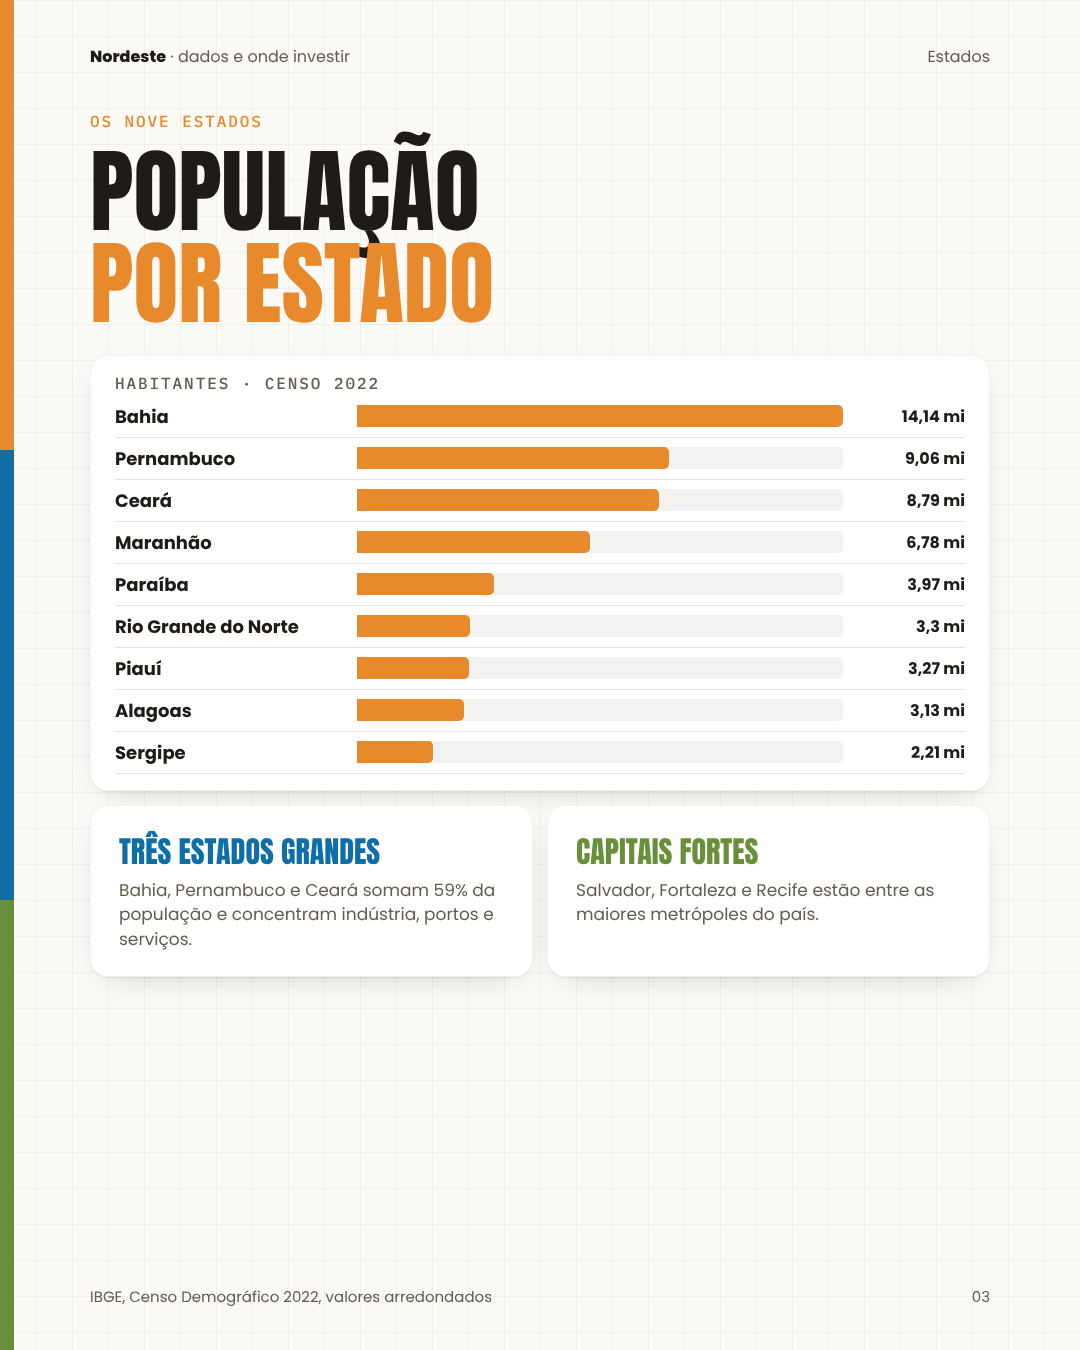 Nordeste · dados e onde investir
Estados
OS NOVE ESTADOS
POPULAÇÃO
POR ESTADO
HABITANTES · CENSO 2022
Bahia 14,14 mi
Pernambuco 9,06 mi
Ceará 8,79 mi
Maranhão 6,78 mi
Paraíba 3,97 mi
Rio Grande do Norte 3,3 mi
Piauí 3,27 mi
Alagoas 3,13 mi
Sergipe 2,21 mi
TRÊS ESTADOS GRANDES
Bahia, Pernambuco e Ceará somam 59% da
população e concentram indústria, portos e
serviços.
CAPITAIS FORTES
Salvador, Fortaleza e Recife estão entre as
maiores metrópoles do país.
IBGE, Censo Demográfico 2022, valores arredondados
03